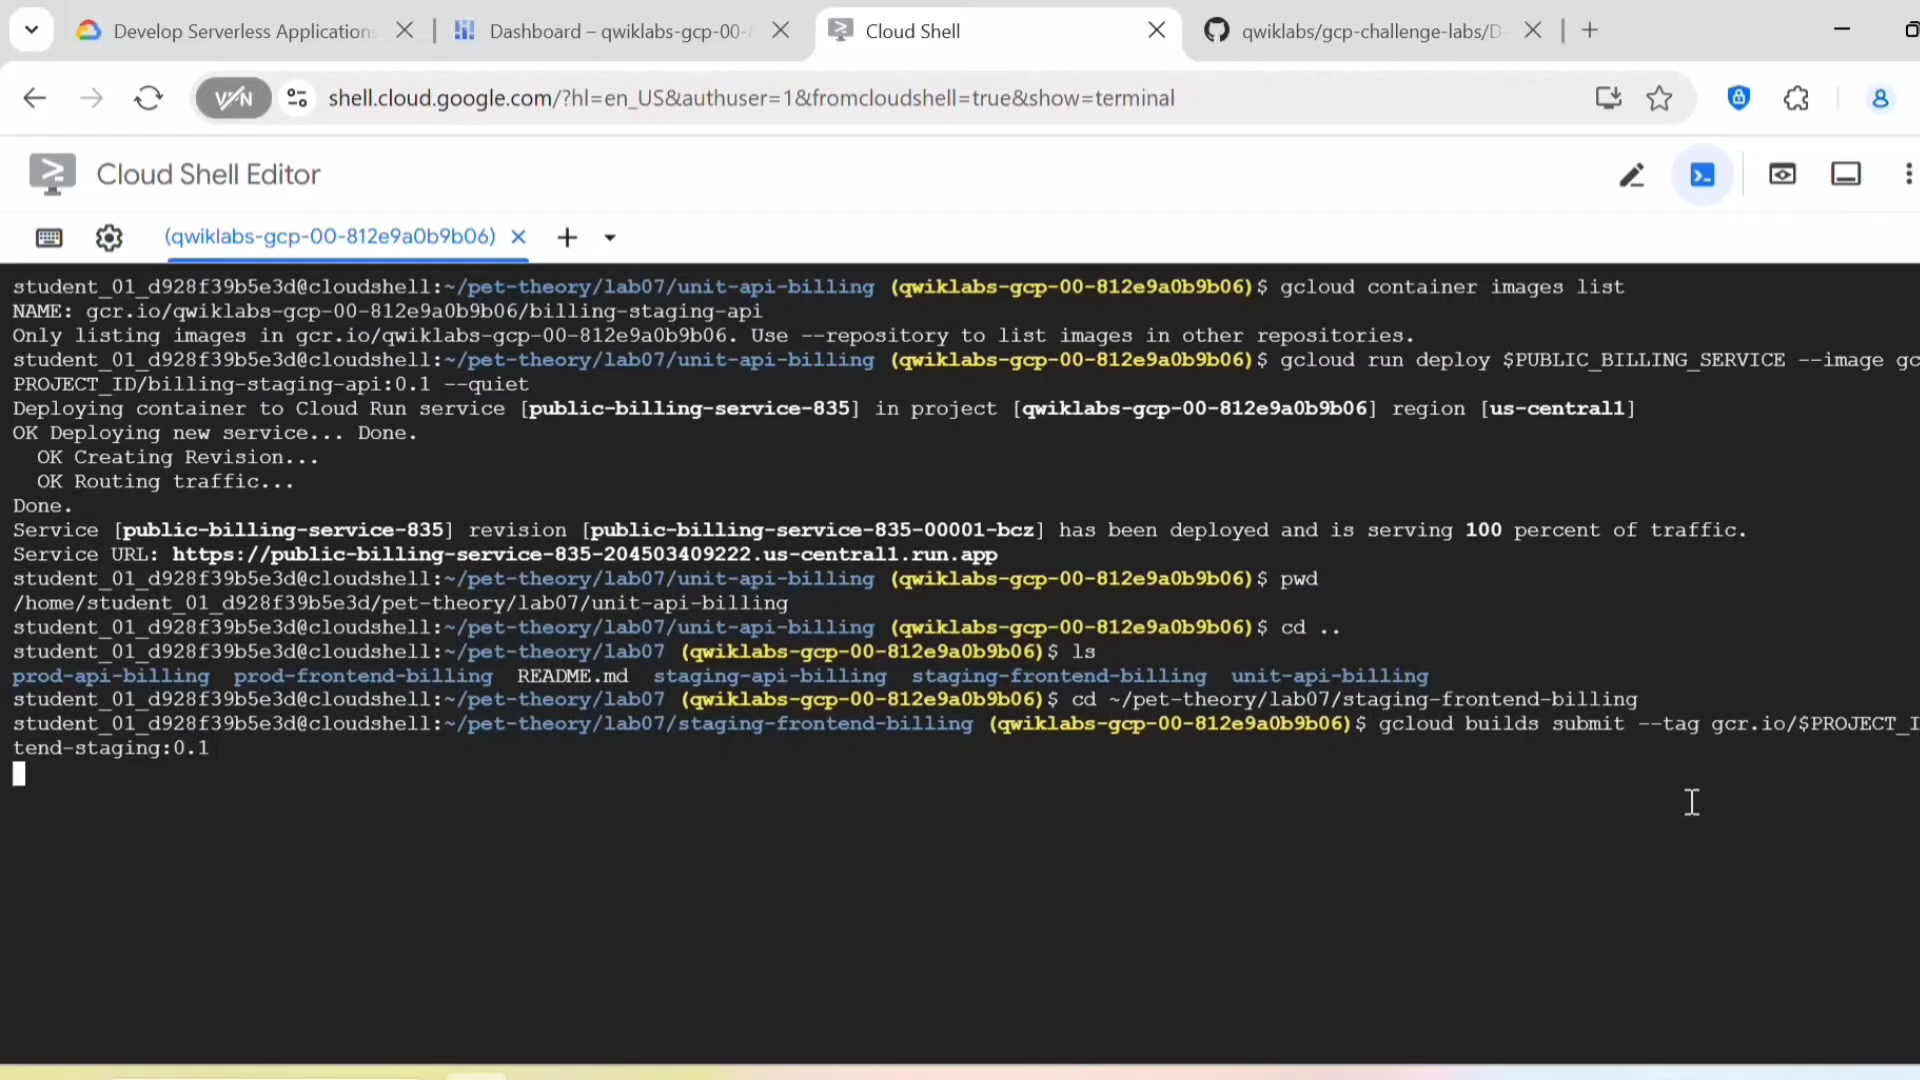 Develop Serverless Applications
Dashboard – qwiklabs-gcp-00-
Cloud Shell
qwiklabs/gcp-challenge-labs/D
VPN
shell.cloud.google.com/?hl=en_US&authuser=1&fromcloudshell=true&show=terminal
Cloud Shell Editor
(qwiklabs-gcp-00-812e9a0b9b06)
student_01_d928f39b5e3d@cloudshell:~/pet-theory/lab07/unit-api-billing (qwiklabs-gcp-00-812e9a0b9b06)$ gcloud container images list
NAME: gcr.io/qwiklabs-gcp-00-812e9a0b9b06/billing-staging-api
Only listing images in gcr.io/qwiklabs-gcp-00-812e9a0b9b06. Use --repository to list images in other repositories.
student_01_d928f39b5e3d@cloudshell:~/pet-theory/lab07/unit-api-billing (qwiklabs-gcp-00-812e9a0b9b06)$ gcloud run deploy $PUBLIC_BILLING_SERVICE --image gc
PROJECT_ID/billing-staging-api:0.1 --quiet
Deploying container to Cloud Run service [public-billing-service-835] in project [qwiklabs-gcp-00-812e9a0b9b06] region [us-central1]
OK Deploying new service... Done.
OK Creating Revision...
OK Routing traffic...
Done.
Service [public-billing-service-835] revision [public-billing-service-835-00001-bcz] has been deployed and is serving 100 percent of traffic.
Service URL: https://public-billing-service-835-204503409222.us-central1.run.app
student_01_d928f39b5e3d@cloudshell:~/pet-theory/lab07/unit-api-billing (qwiklabs-gcp-00-812e9a0b9b06)$ pwd
/home/student_01_d928f39b5e3d/pet-theory/lab07/unit-api-billing
student_01_d928f39b5e3d@cloudshell:~/pet-theory/lab07/unit-api-billing (qwiklabs-gcp-00-812e9a0b9b06)$ cd ..
student_01_d928f39b5e3d@cloudshell:~/pet-theory/lab07 (qwiklabs-gcp-00-812e9a0b9b06)$ ls
prod-api-billing prod-frontend-billing README.md staging-api-billing staging-frontend-billing unit-api-billing
student_01_d928f39b5e3d@cloudshell:~/pet-theory/lab07 (qwiklabs-gcp-00-812e9a0b9b06)$ cd ~/pet-theory/lab07/staging-frontend-billing
student_01_d928f39b5e3d@cloudshell:~/pet-theory/lab07/staging-frontend-billing (qwiklabs-gcp-00-812e9a0b9b06)$ gcloud builds submit --tag gcr.io/$PROJECT_I
tend-staging:0.1